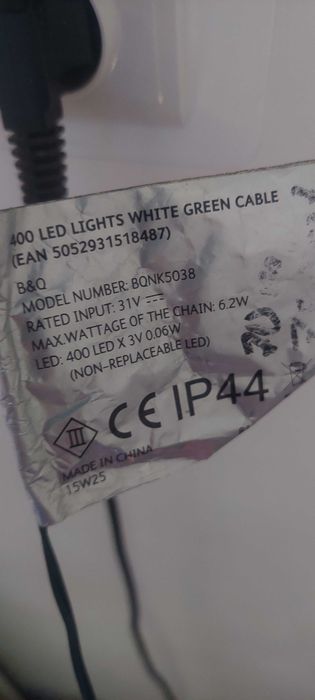 400 LED LIGHTS WHITE GREEN CABLE
(EAN 5052931518487)
B&Q
MODEL NUMBER: BQNK5038
RATED INPUT: 31V
MAX.WATTAGE OF THE CHAIN: 6.2W
LED: 400 LED X 3V 0.06W
(NON-REPLACEABLE LED)
III CE IP44
MADE IN CHINA
15W25